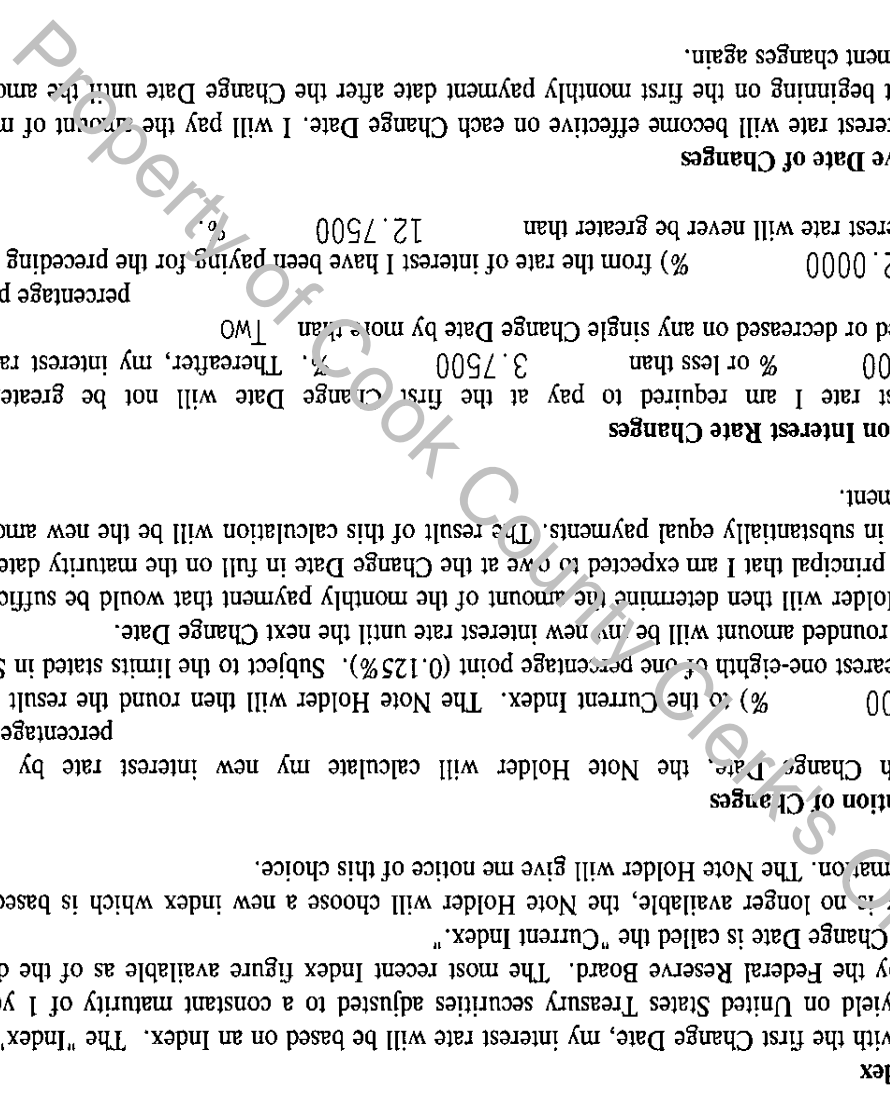 dex
with the first Change Date, my interest rate will be based on an Index. The "Index"
yield on United States Treasury securities adjusted to a constant maturity of 1 y
y the Federal Reserve Board. The most recent Index figure available as of the d
Change Date is called the "Current Index."
is no longer available, the Note Holder will choose a new index which is based
mation. The Note Holder will give me notice of this choice.
tion of Changes
h Change Date, the Note Holder will calculate my new interest rate by
percentage
00 %) to the Current Index. The Note Holder will then round the result
earest one-eighth of one percentage point (0.125%). Subject to the limits stated in S
rounded amount will be my new interest rate until the next Change Date.
older will then determine the amount of the monthly payment that would be suffic
principal that I am expected to owe at the Change Date in full on the maturity date
in substantially equal payments. The result of this calculation will be the new amo
ment.
on Interest Rate Changes
st rate I am required to pay at the first Change Date will not be greate
00 % or less than 3.7500 %. Thereafter, my interest ra
ed or decreased on any single Change Date by more than Two
percentage p
2.0000 %) from the rate of interest I have been paying for the preceding
erest rate will never be greater than 12.7500 %.
ve Date of Changes
terest rate will become effective on each Change Date. I will pay the amount of m
t beginning on the first monthly payment date after the Change Date until the amo
ment changes again.
Property of Cook County Clerk's O